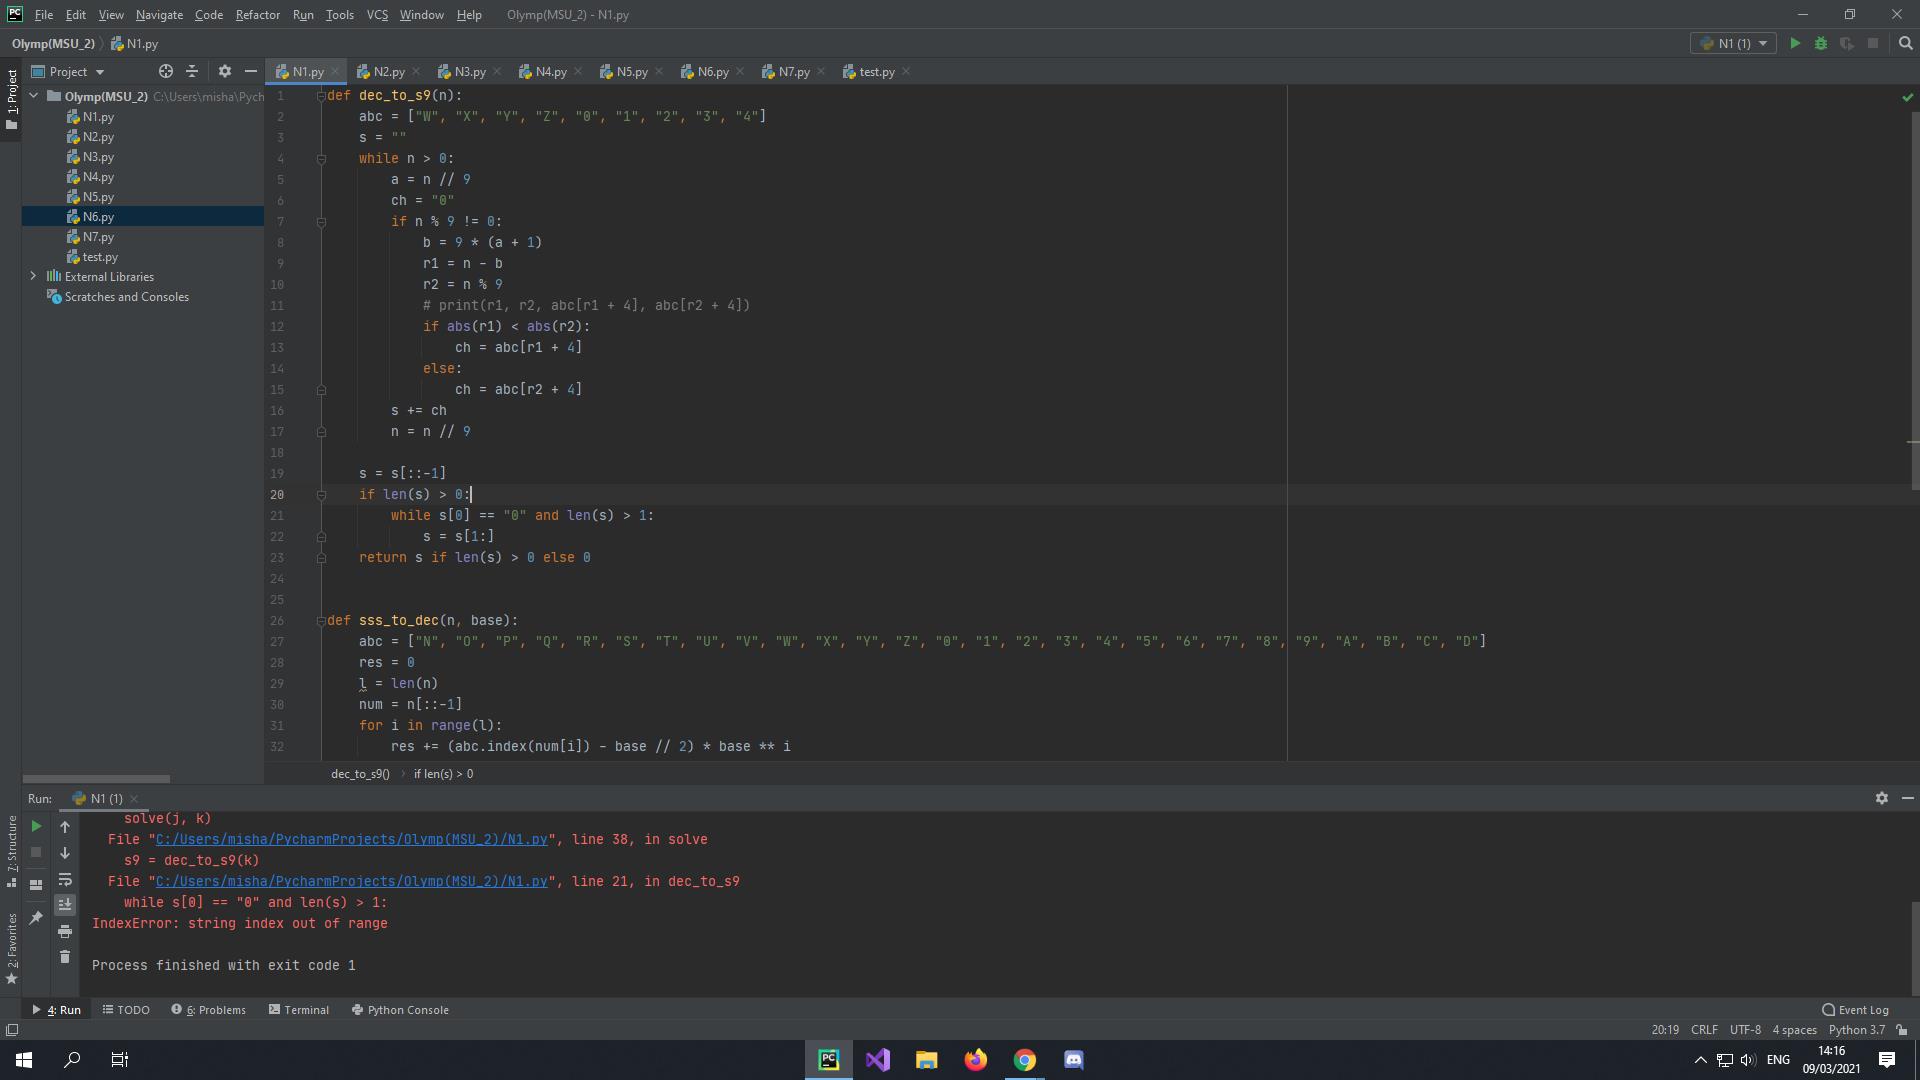 PC File Edit View Navigate Code Refactor Run Tools VCS Window Help Olymp(MSU_2) - N1.py
Olymp(MSU_2) N1.py N1 (1)
1: Project
Project N1.py N2.py N3.py N4.py N5.py N6.py N7.py test.py
Olymp(MSU_2) C:\Users\misha\Pych
N1.py
N2.py
N3.py
N4.py
N5.py
N6.py
N7.py
test.py
External Libraries
Scratches and Consoles
1 def dec_to_s9(n):
2 abc = ["W", "X", "Y", "Z", "0", "1", "2", "3", "4"]
3 s = ""
4 while n > 0:
5 a = n // 9
6 ch = "0"
7 if n % 9 != 0:
8 b = 9 * (a + 1)
9 r1 = n - b
10 r2 = n % 9
11 # print(r1, r2, abc[r1 + 4], abc[r2 + 4])
12 if abs(r1) < abs(r2):
13 ch = abc[r1 + 4]
14 else:
15 ch = abc[r2 + 4]
16 s += ch
17 n = n // 9
18
19 s = s[::-1]
20 if len(s) > 0:
21 while s[0] == "0" and len(s) > 1:
22 s = s[1:]
23 return s if len(s) > 0 else 0
24
25
26 def sss_to_dec(n, base):
27 abc = ["N", "O", "P", "Q", "R", "S", "T", "U", "V", "W", "X", "Y", "Z", "0", "1", "2", "3", "4", "5", "6", "7", "8", "9", "A", "B", "C", "D"]
28 res = 0
29 l = len(n)
30 num = n[::-1]
31 for i in range(l):
32 res += (abc.index(num[i]) - base // 2) * base ** i
dec_to_s9() if len(s) > 0
Run: N1 (1)
7: Structure
2: Favorites
solve(j, k)
File "C:/Users/misha/PycharmProjects/Olymp(MSU_2)/N1.py", line 38, in solve
s9 = dec_to_s9(k)
File "C:/Users/misha/PycharmProjects/Olymp(MSU_2)/N1.py", line 21, in dec_to_s9
while s[0] == "0" and len(s) > 1:
IndexError: string index out of range
Process finished with exit code 1
4: Run TODO 6: Problems Terminal Python Console Event Log
20:19 CRLF UTF-8 4 spaces Python 3.7
PC ENG 14:16
09/03/2021